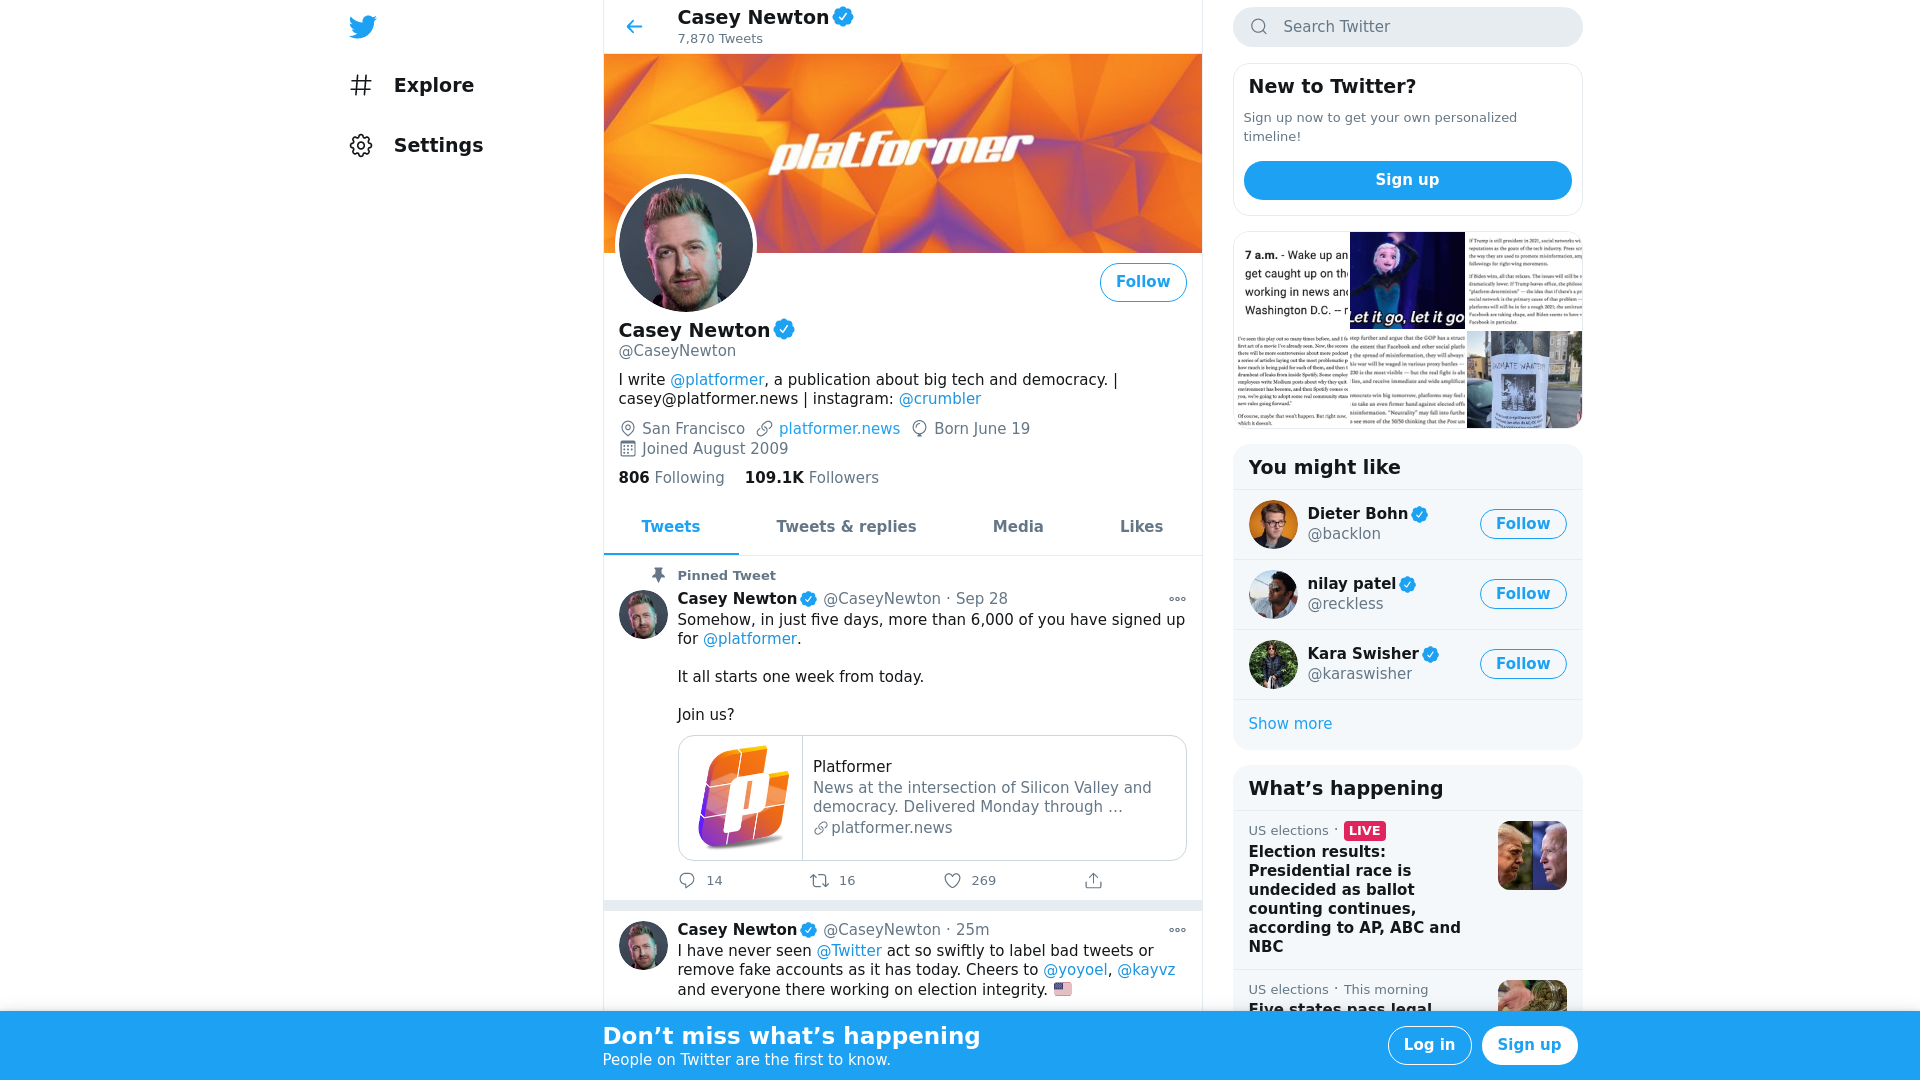 Explore
Settings
Casey Newton
7,870 Tweets
platformer
Follow
Casey Newton
@CaseyNewton
I write @platformer, a publication about big tech and democracy. |
casey@platformer.news | instagram: @crumbler
San Francisco platformer.news Born June 19
Joined August 2009
806 Following 109.1K Followers
Tweets Tweets & replies Media Likes
Pinned Tweet
Casey Newton @CaseyNewton · Sep 28
Somehow, in just five days, more than 6,000 of you have signed up
for @platformer.
It all starts one week from today.
Join us?
Platformer
News at the intersection of Silicon Valley and
democracy. Delivered Monday through …
platformer.news
14 16 269
Casey Newton @CaseyNewton · 25m
I have never seen @Twitter act so swiftly to label bad tweets or
remove fake accounts as it has today. Cheers to @yoyoel, @kayvz
and everyone there working on election integrity.
Search Twitter
New to Twitter?
Sign up now to get your own personalized
timeline!
Sign up
7 a.m. - Wake up an
get caught up on th
working in news an
Washington D.C. --
Let it go, let it go
You might like
Dieter Bohn
@backlon
Follow
nilay patel
@reckless
Follow
Kara Swisher
@karaswisher
Follow
Show more
What’s happening
US elections · LIVE
Election results:
Presidential race is
undecided as ballot
counting continues,
according to AP, ABC and
NBC
US elections · This morning
Five states pass legal
Don’t miss what’s happening
People on Twitter are the first to know.
Log in
Sign up